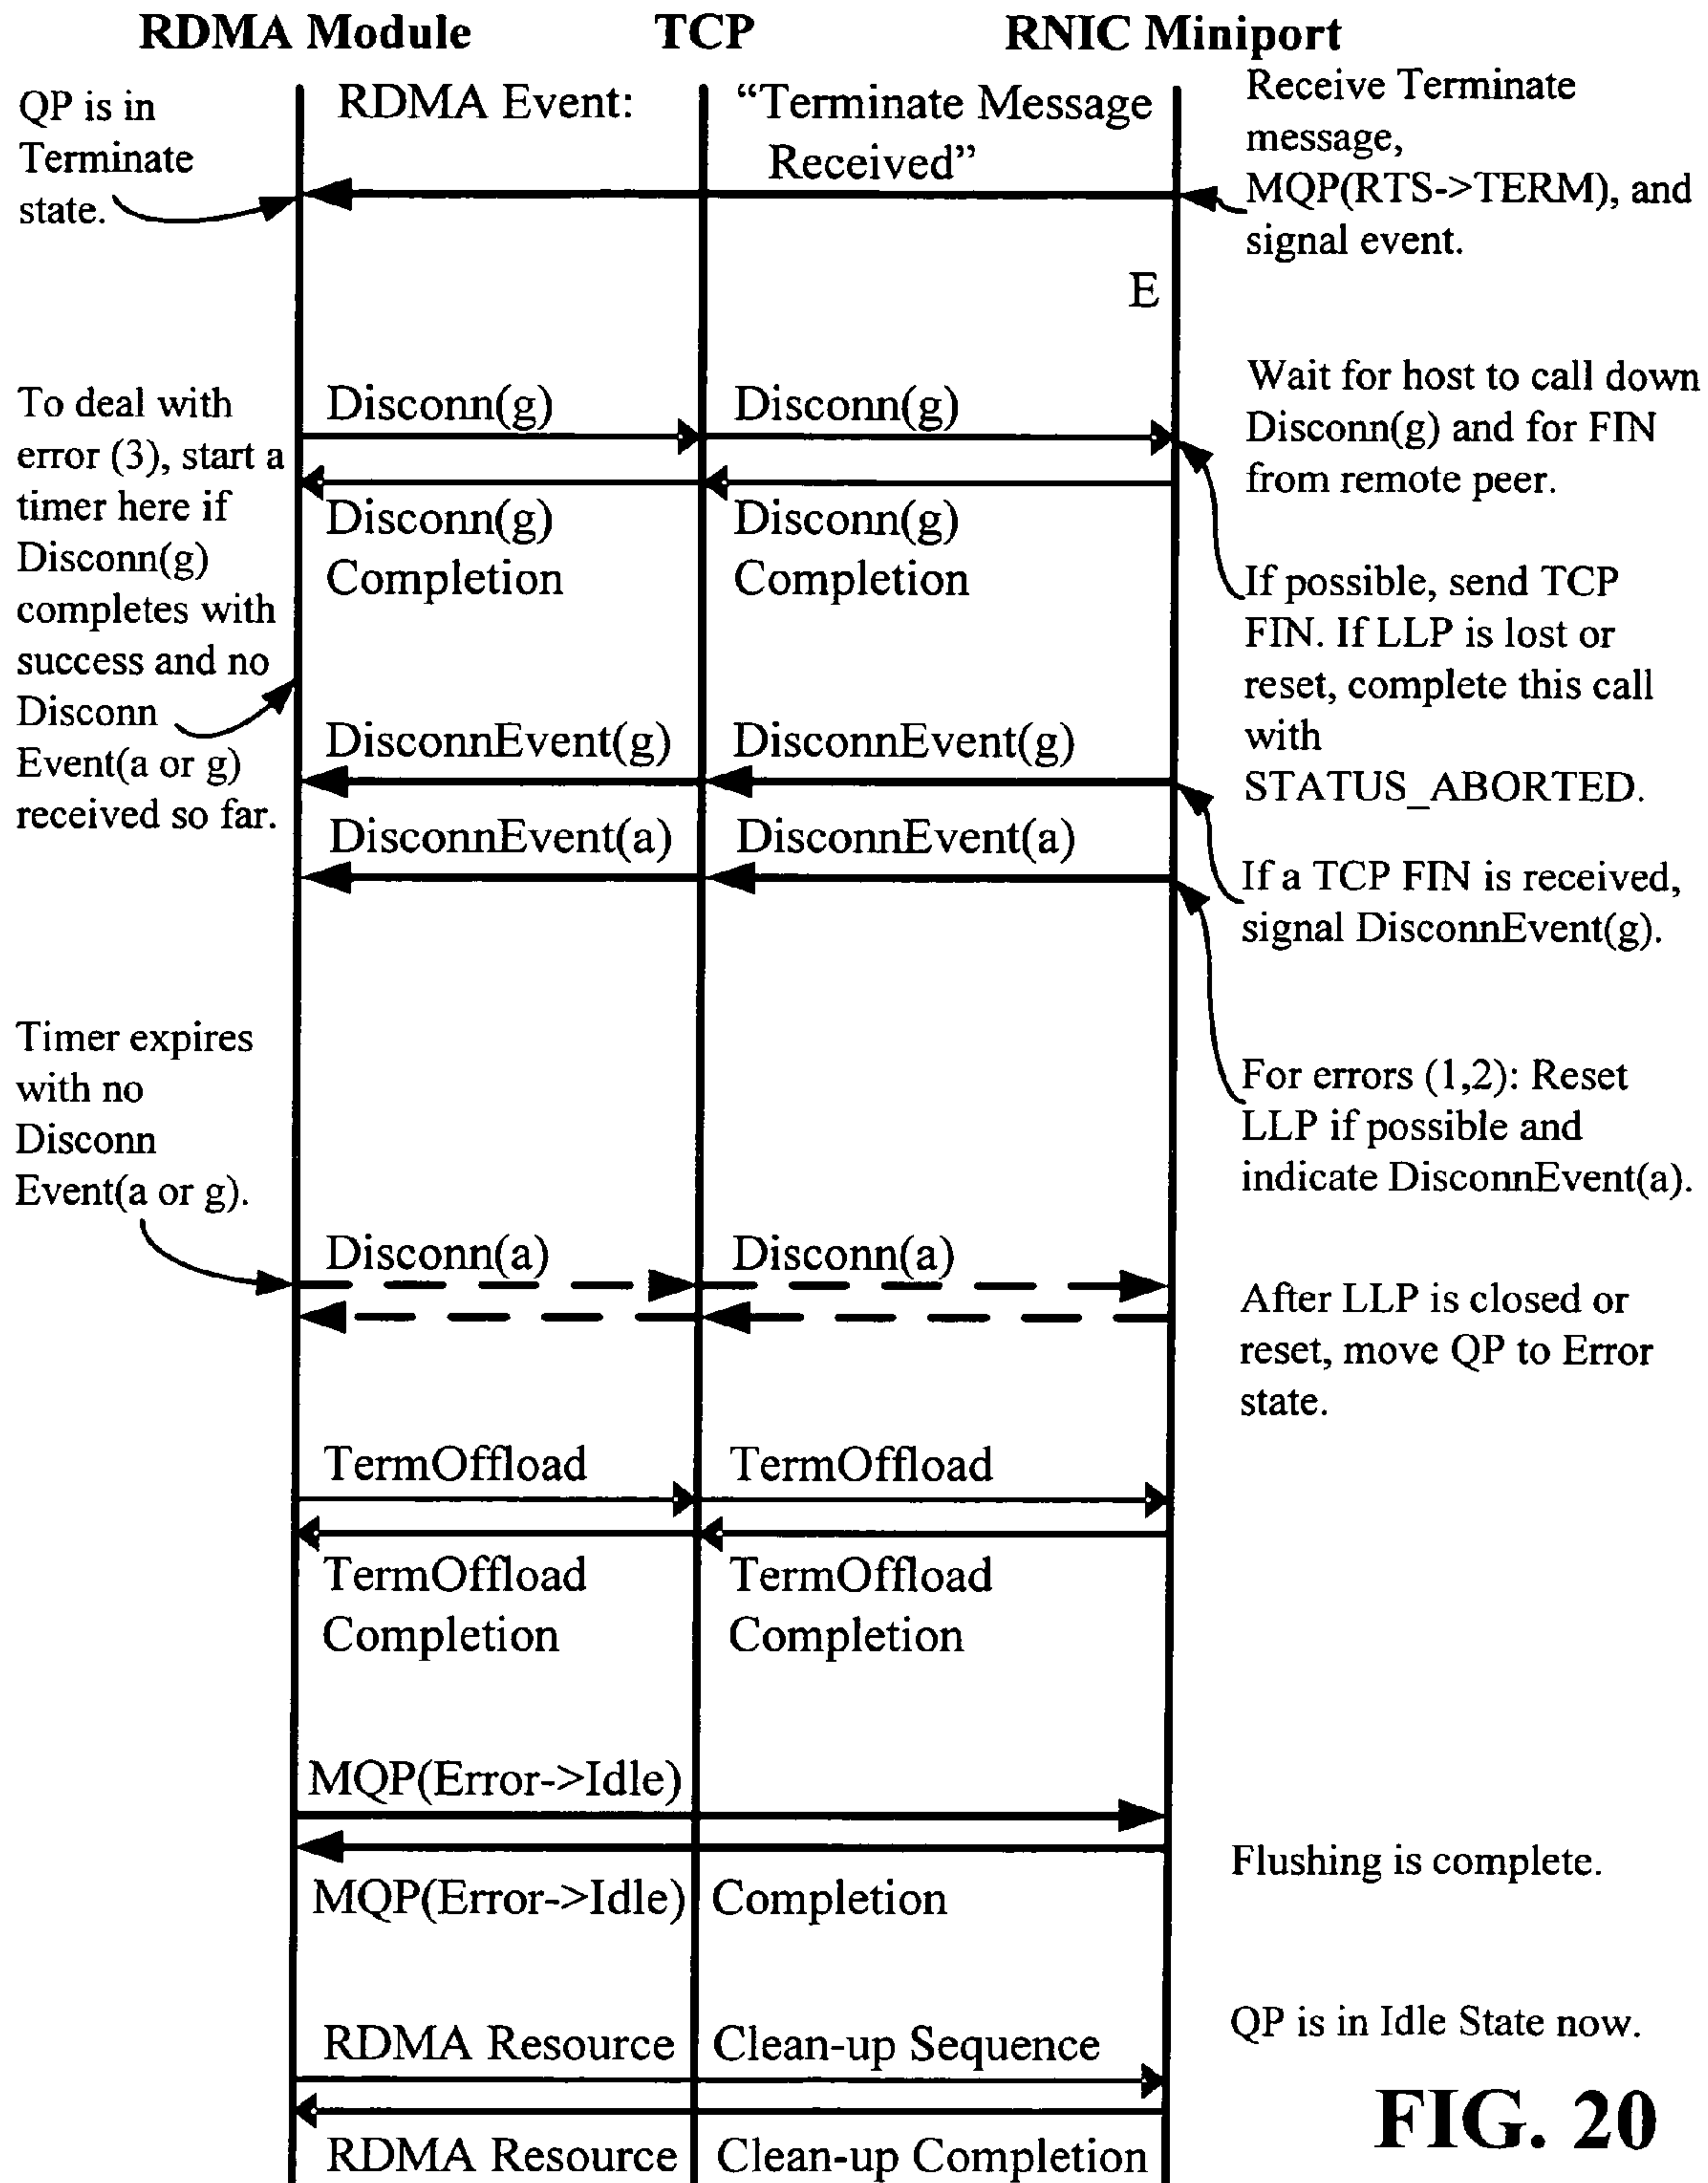 RDMA Module TCP RNIC Miniport
QP is in
Terminate
state.
RDMA Event: “Terminate Message
Received”
Receive Terminate
message,
MQP(RTS->TERM), and
signal event.
E
To deal with
error (3), start a
timer here if
Disconn(g)
completes with
success and no
Disconn
Event(a or g)
received so far.
Disconn(g) Disconn(g)
Disconn(g) Disconn(g)
Completion Completion
Wait for host to call down
Disconn(g) and for FIN
from remote peer.
If possible, send TCP
FIN. If LLP is lost or
reset, complete this call
with
STATUS_ABORTED.
DisconnEvent(g) DisconnEvent(g)
DisconnEvent(a) DisconnEvent(a)
If a TCP FIN is received,
signal DisconnEvent(g).
Timer expires
with no
Disconn
Event(a or g).
For errors (1,2): Reset
LLP if possible and
indicate DisconnEvent(a).
Disconn(a) Disconn(a)
After LLP is closed or
reset, move QP to Error
state.
TermOffload TermOffload
TermOffload TermOffload
Completion Completion
MQP(Error->Idle)
MQP(Error->Idle) Completion
Flushing is complete.
RDMA Resource Clean-up Sequence
QP is in Idle State now.
RDMA Resource Clean-up Completion
FIG. 20